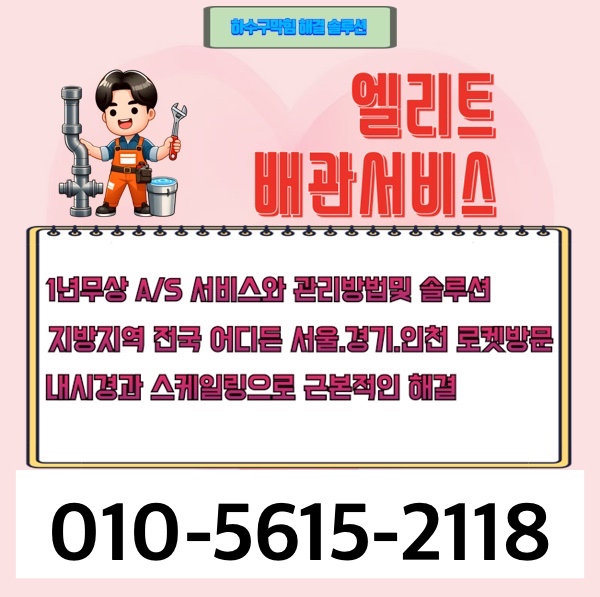 하수구막힘 해결 솔루션
엘리트
배관서비스
1년무상 A/S 서비스와 관리방법및 솔루션
지방지역 전국 어디든 서울.경기.인천 로켓방문
내시경과 스케일링으로 근본적인 해결
010-5615-2118